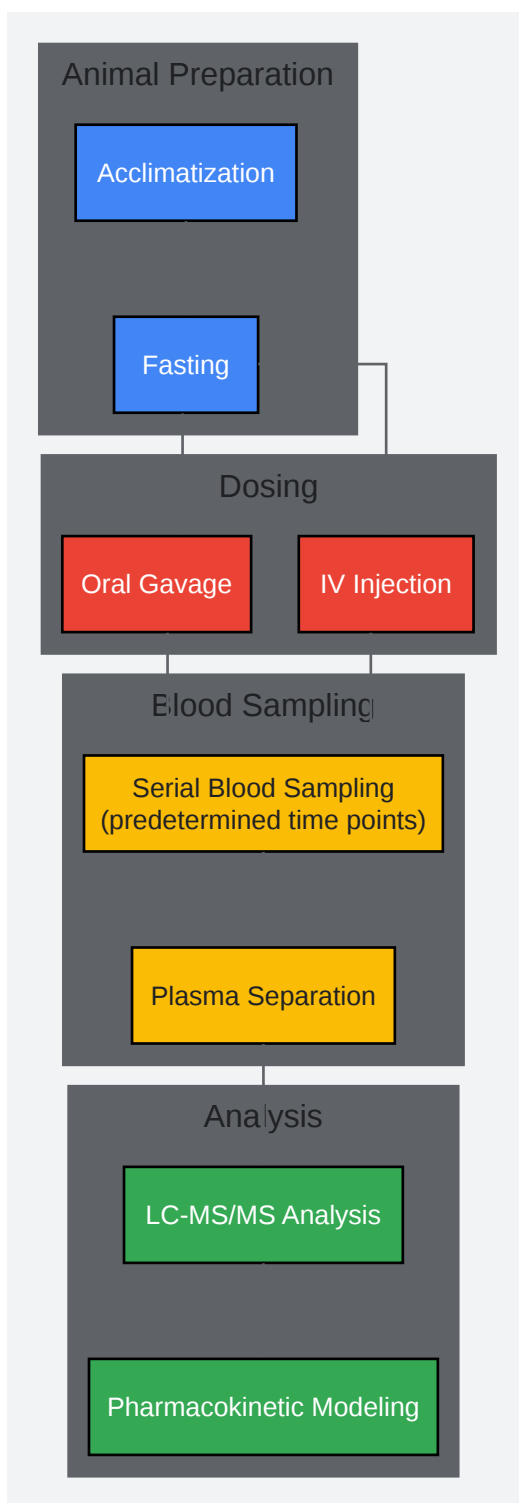 Animal Preparation
Acclimatization
Fasting
Dosing
Oral Gavage
IV Injection
Blood Sampling
Serial Blood Sampling
(predetermined time points)
Plasma Separation
Analysis
LC-MS/MS Analysis
Pharmacokinetic Modeling